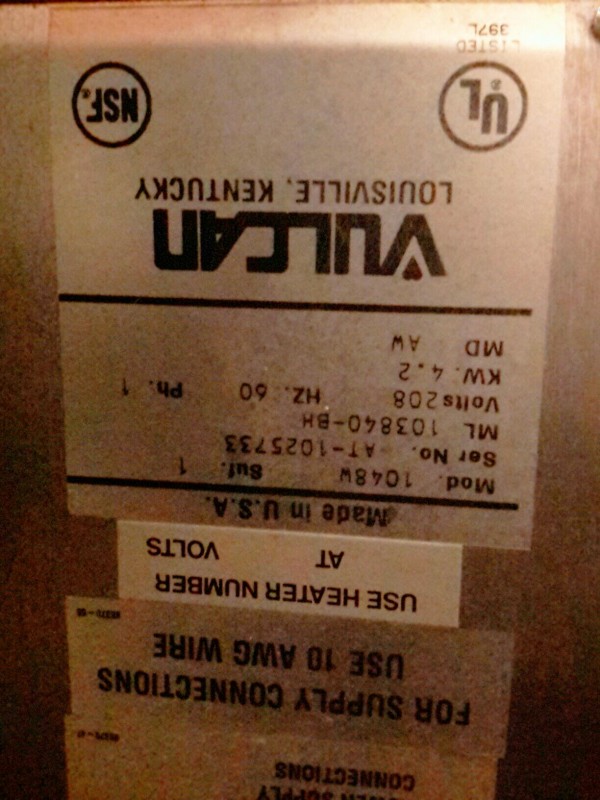 SUPPLY
CONNECTIONS
FOR SUPPLY CONNECTIONS
USE 10 AWG WIRE
USE HEATER NUMBER
AT VOLTS
Made in U.S.A.
Mod. 1048W Suf. 1
Ser No. AT-1025733
ML 103840-BH
Volts 208 HZ. 60 Ph. 1
KW. 4.2
MD AW
VULCAN
LOUISVILLE, KENTUCKY
UL® NSF®
LISTED
397L